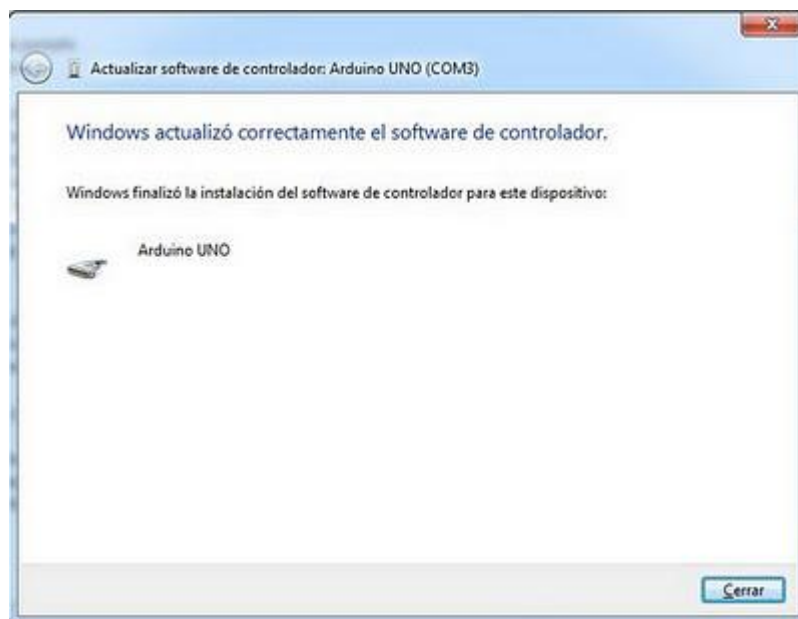 Actualizar software de controlador: Arduino UNO (COM3)
Windows actualizó correctamente el software de controlador.
Windows finalizó la instalación del software de controlador para este dispositivo:
Arduino UNO
Cerrar